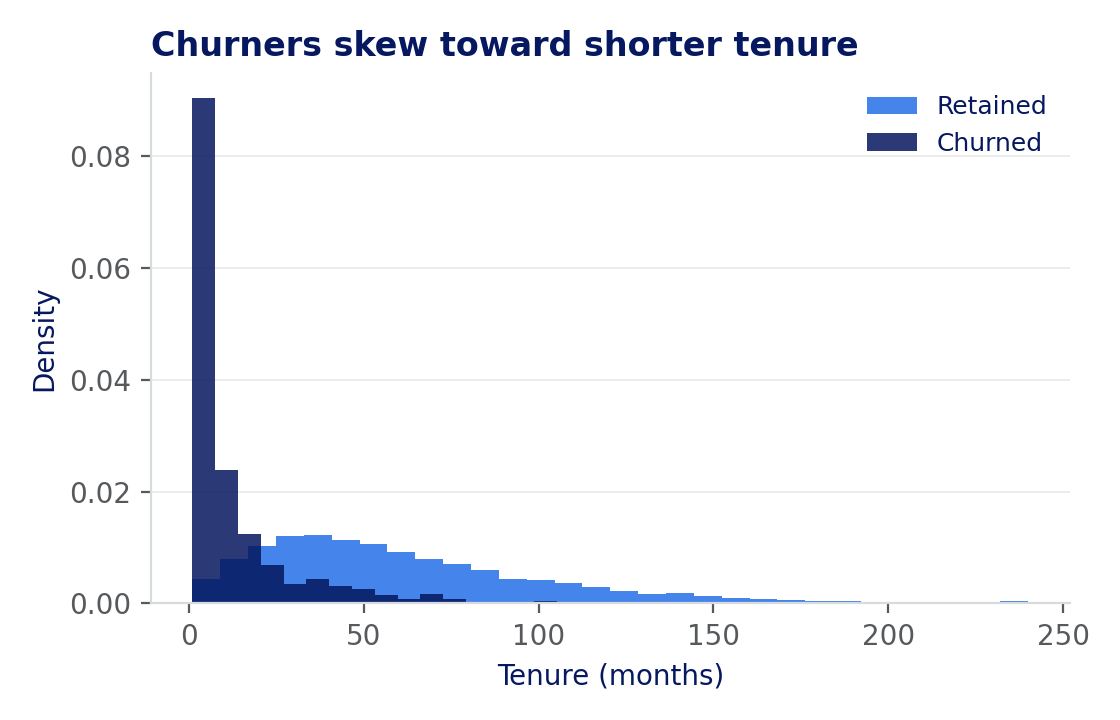 Churners skew toward shorter tenure
Retained
Churned
Density
0.08
0.06
0.04
0.02
0.00
0 50 100 150 200 250
Tenure (months)